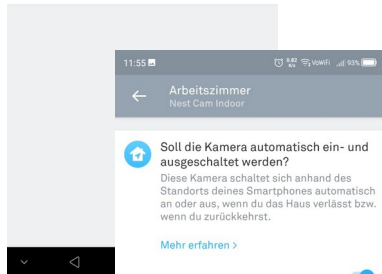 11:55 0,82 K/s VoWiFi 93%
Arbeitszimmer
Nest Cam Indoor
Soll die Kamera automatisch ein- und
ausgeschaltet werden?
Diese Kamera schaltet sich anhand des
Standorts deines Smartphones automatisch
an oder aus, wenn du das Haus verlässt bzw.
wenn du zurückkehrst.
Mehr erfahren >